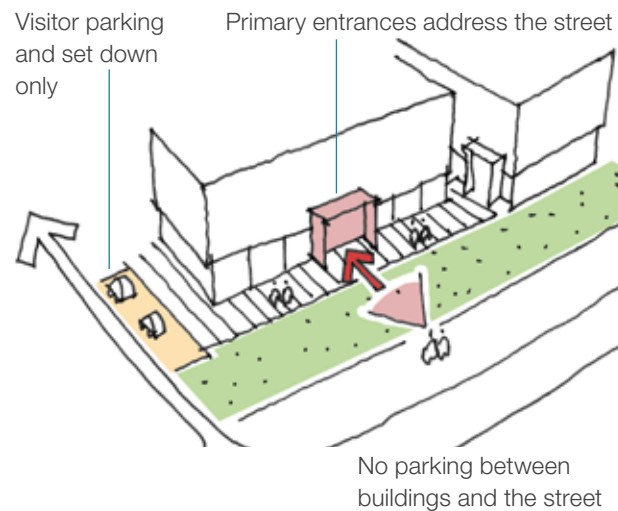 Visitor parking
and set down
only
Primary entrances address the street
No parking between
buildings and the street